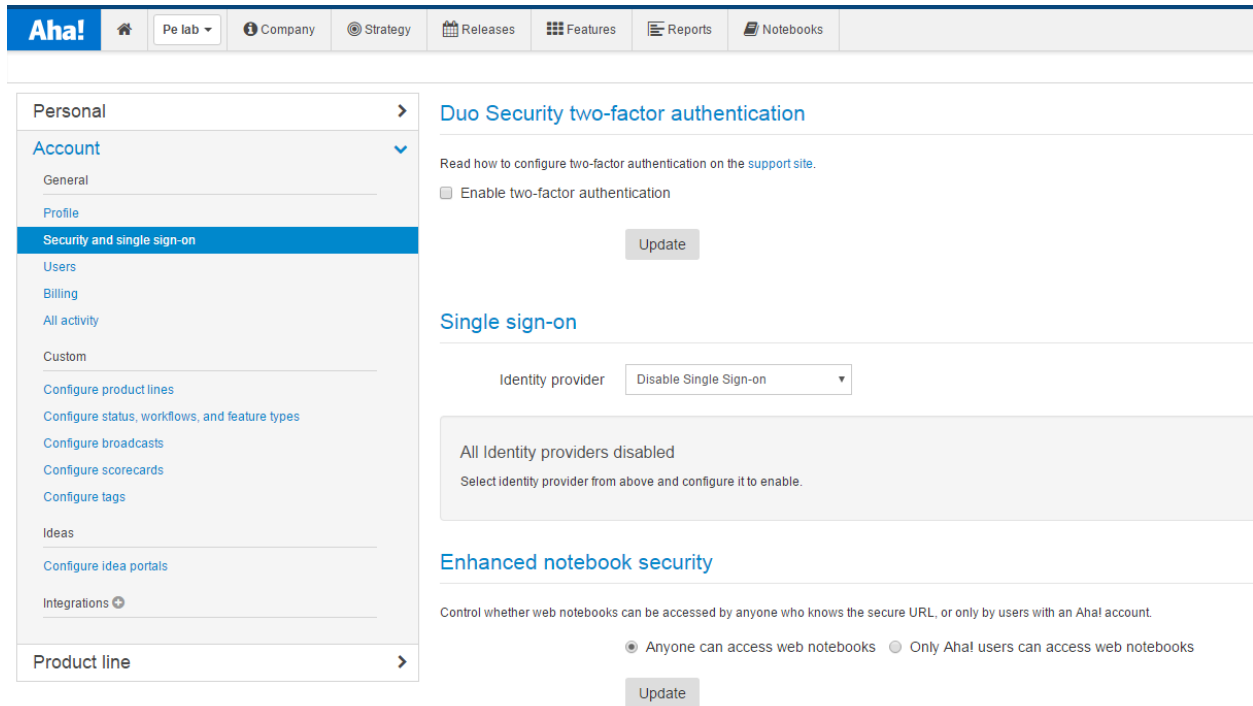 Aha!
Pe lab
Company
Strategy
Releases
Features
Reports
Notebooks
Personal
Account
General
Profile
Security and single sign-on
Users
Billing
All activity
Custom
Configure product lines
Configure status, workflows, and feature types
Configure broadcasts
Configure scorecards
Configure tags
Ideas
Configure idea portals
Integrations
Product line
Duo Security two-factor authentication
Read how to configure two-factor authentication on the support site.
Enable two-factor authentication
Update
Single sign-on
Identity provider
Disable Single Sign-on
All Identity providers disabled
Select identity provider from above and configure it to enable.
Enhanced notebook security
Control whether web notebooks can be accessed by anyone who knows the secure URL, or only by users with an Aha! account.
Anyone can access web notebooks
Only Aha! users can access web notebooks
Update